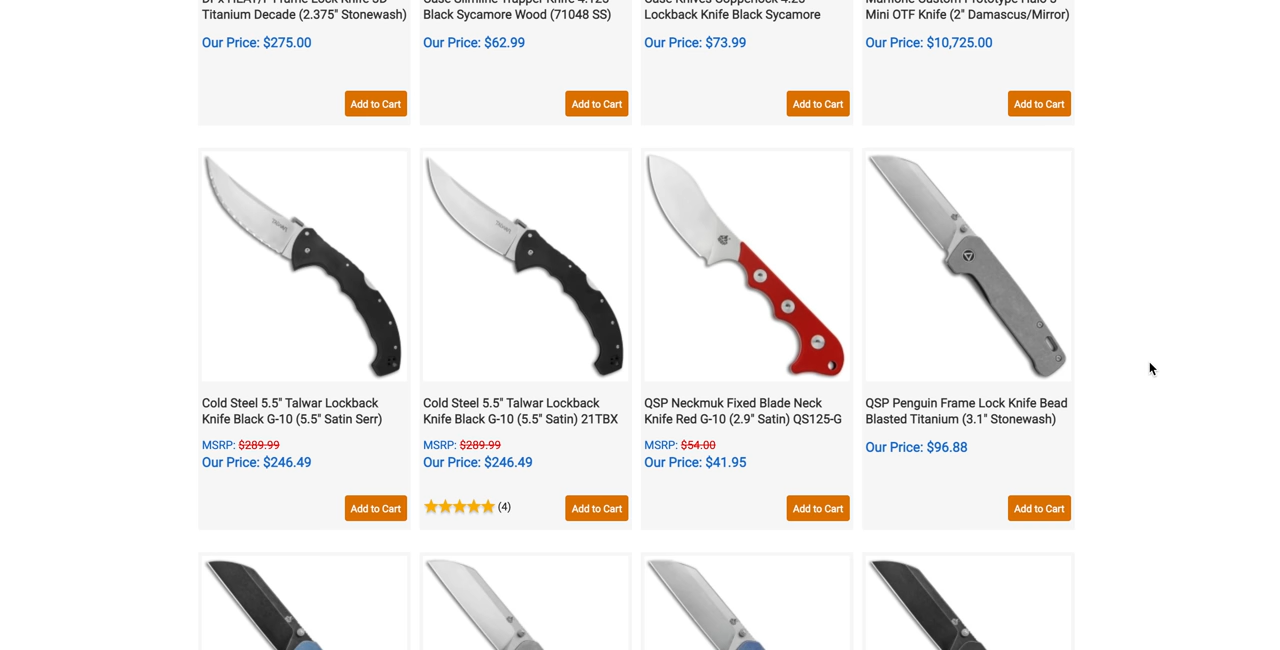 Titanium Decade (2.375" Stonewash)
Our Price: $275.00
Add to Cart
Black Sycamore Wood (71048 SS)
Our Price: $62.99
Add to Cart
Lockback Knife Black Sycamore
Our Price: $73.99
Add to Cart
Mini OTF Knife (2" Damascus/Mirror)
Our Price: $10,725.00
Add to Cart
Cold Steel 5.5" Talwar Lockback
Knife Black G-10 (5.5" Satin Serr)
MSRP: $289.99
Our Price: $246.49
Add to Cart
Cold Steel 5.5" Talwar Lockback
Knife Black G-10 (5.5" Satin) 21TBX
MSRP: $289.99
Our Price: $246.49
(4)
Add to Cart
QSP Neckmuk Fixed Blade Neck
Knife Red G-10 (2.9" Satin) QS125-G
MSRP: $54.00
Our Price: $41.95
Add to Cart
QSP Penguin Frame Lock Knife Bead
Blasted Titanium (3.1" Stonewash)
Our Price: $96.88
Add to Cart